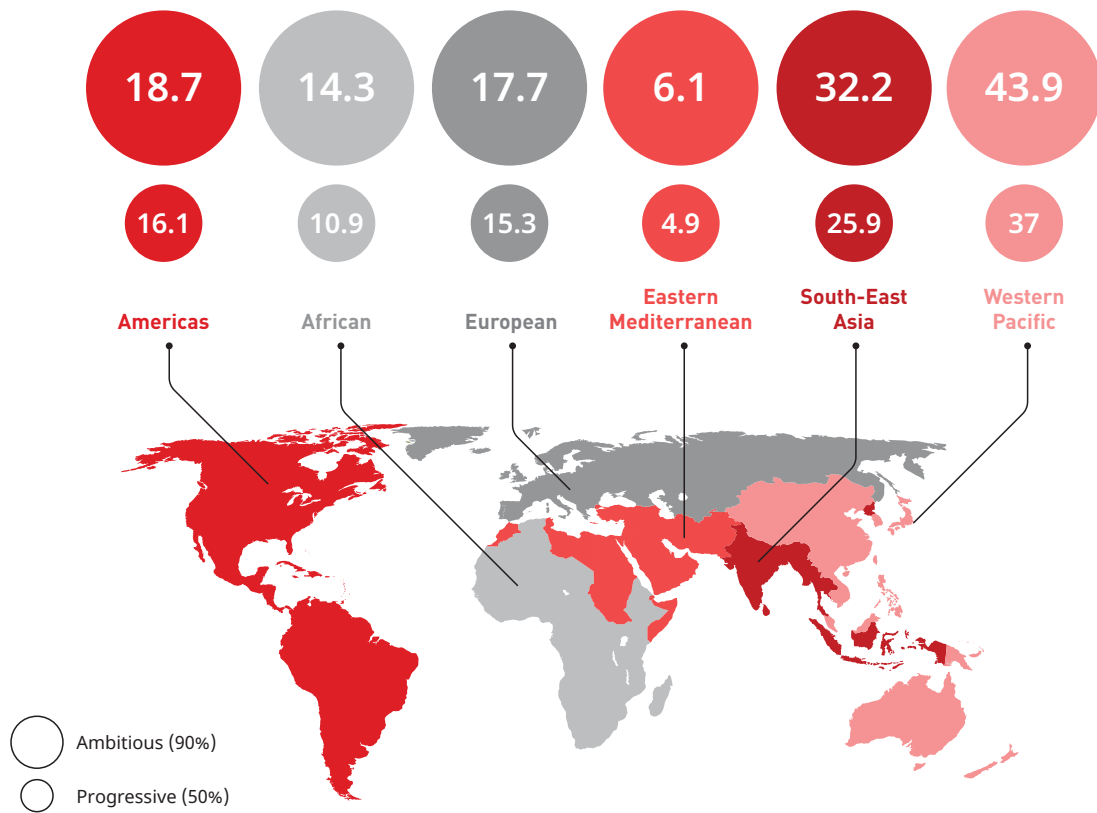 18.7 14.3 17.7 6.1 32.2 43.9
16.1 10.9 15.3 4.9 25.9 37
Americas
African
European
Eastern
Mediterranean
South-East
Asia
Western
Pacific
Ambitious (90%)
Progressive (50%)